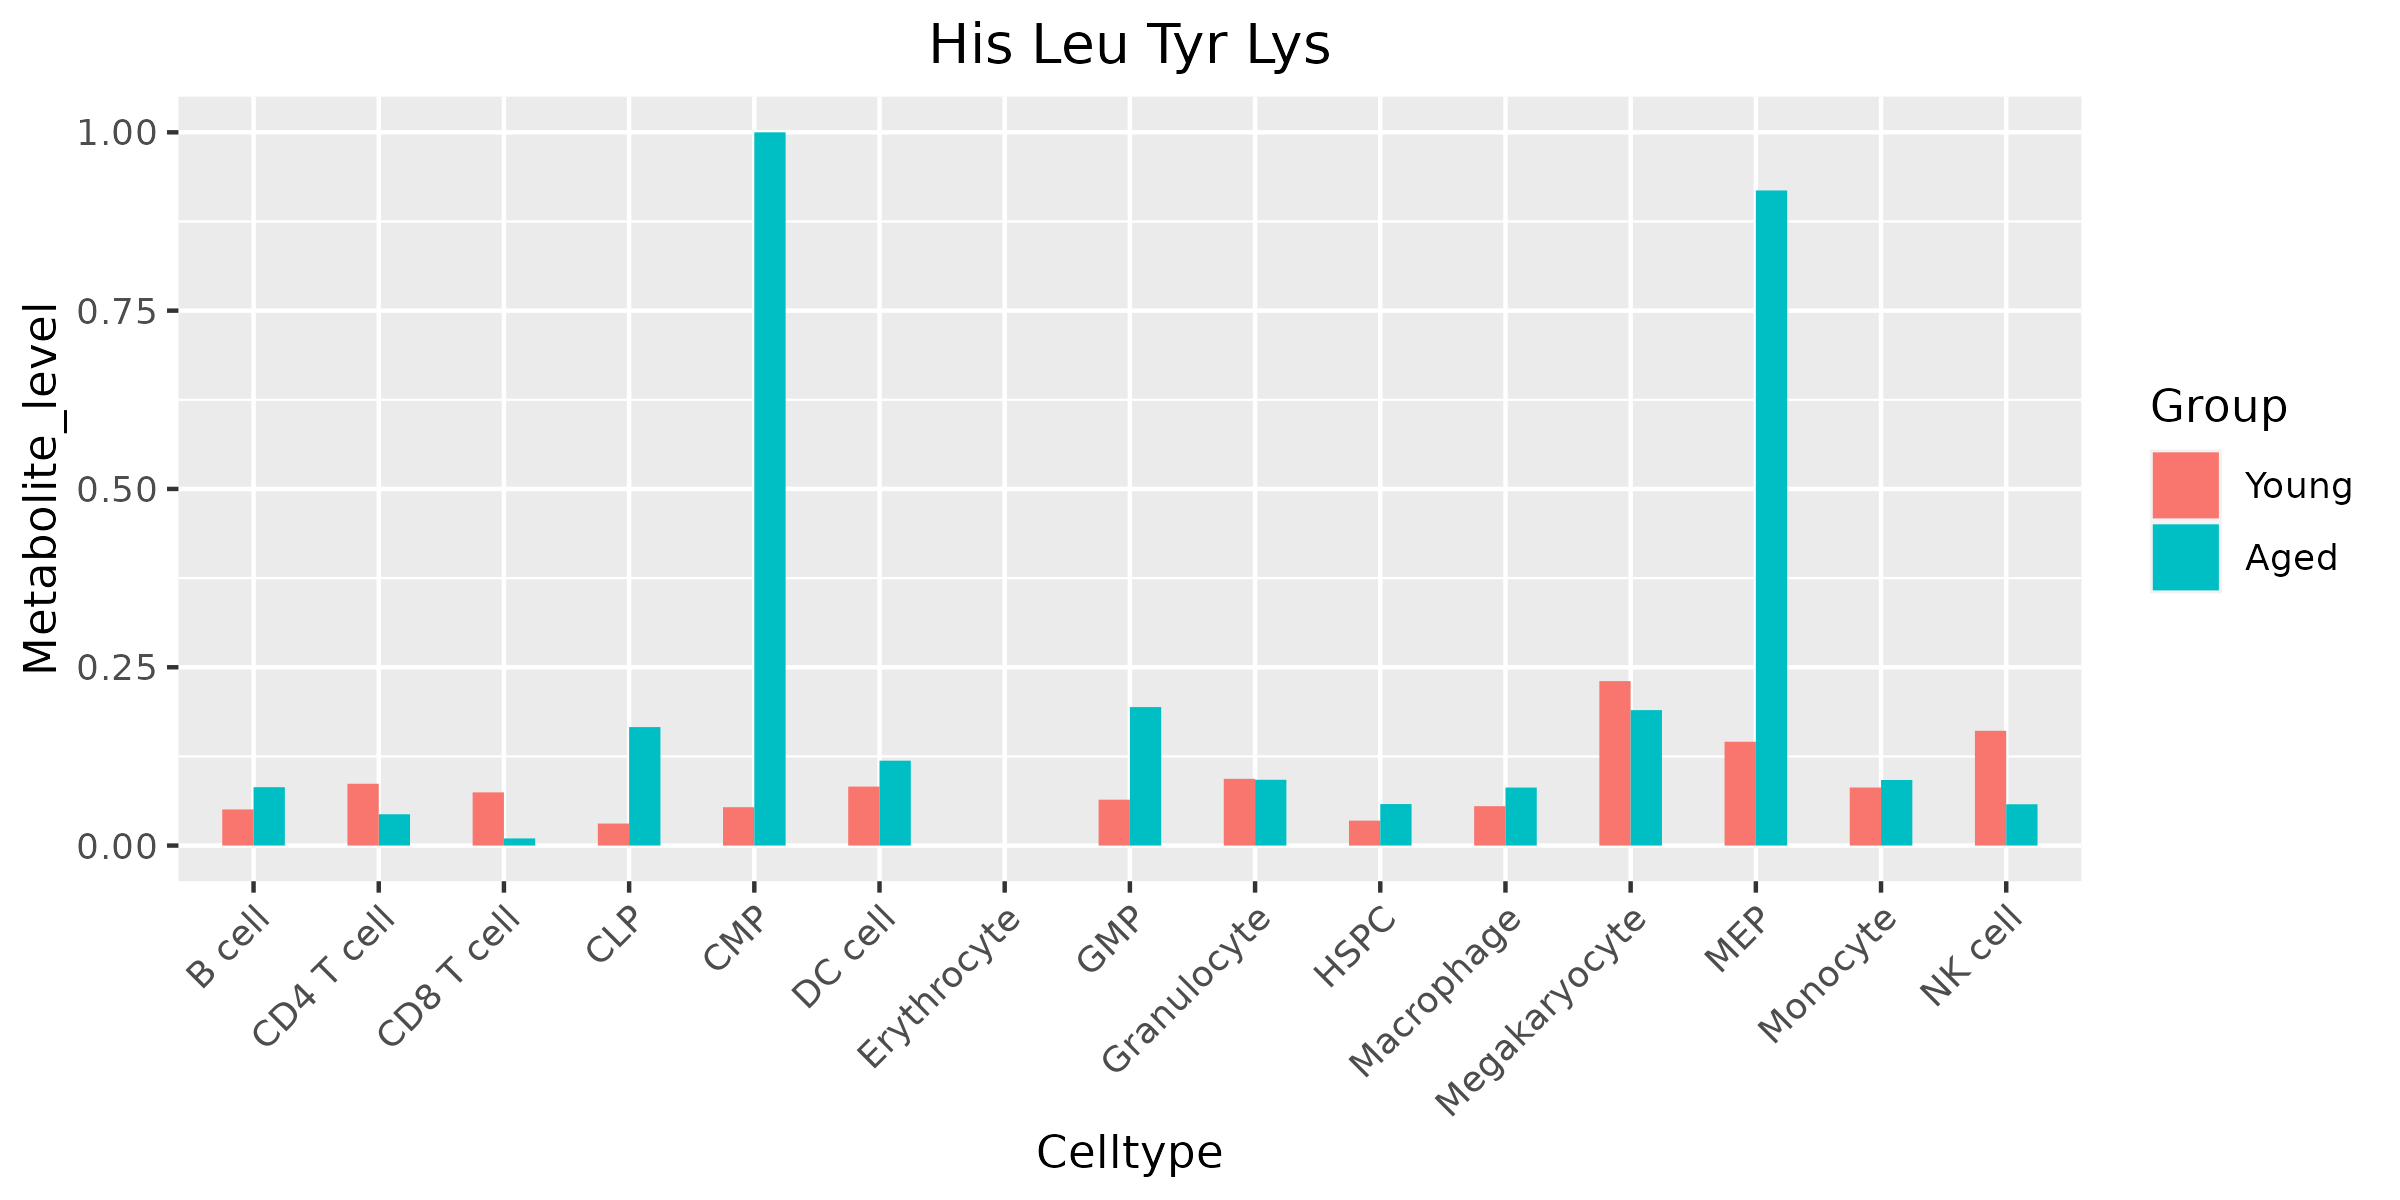 His Leu Tyr Lys
Metabolite_level
1.00
0.75
0.50
0.25
0.00
B cell
CD4 T cell
CD8 T cell
CLP
CMP
DC cell
Erythrocyte
GMP
Granulocyte
HSPC
Macrophage
Megakaryocyte
MEP
Monocyte
NK cell
Celltype
Group
Young
Aged